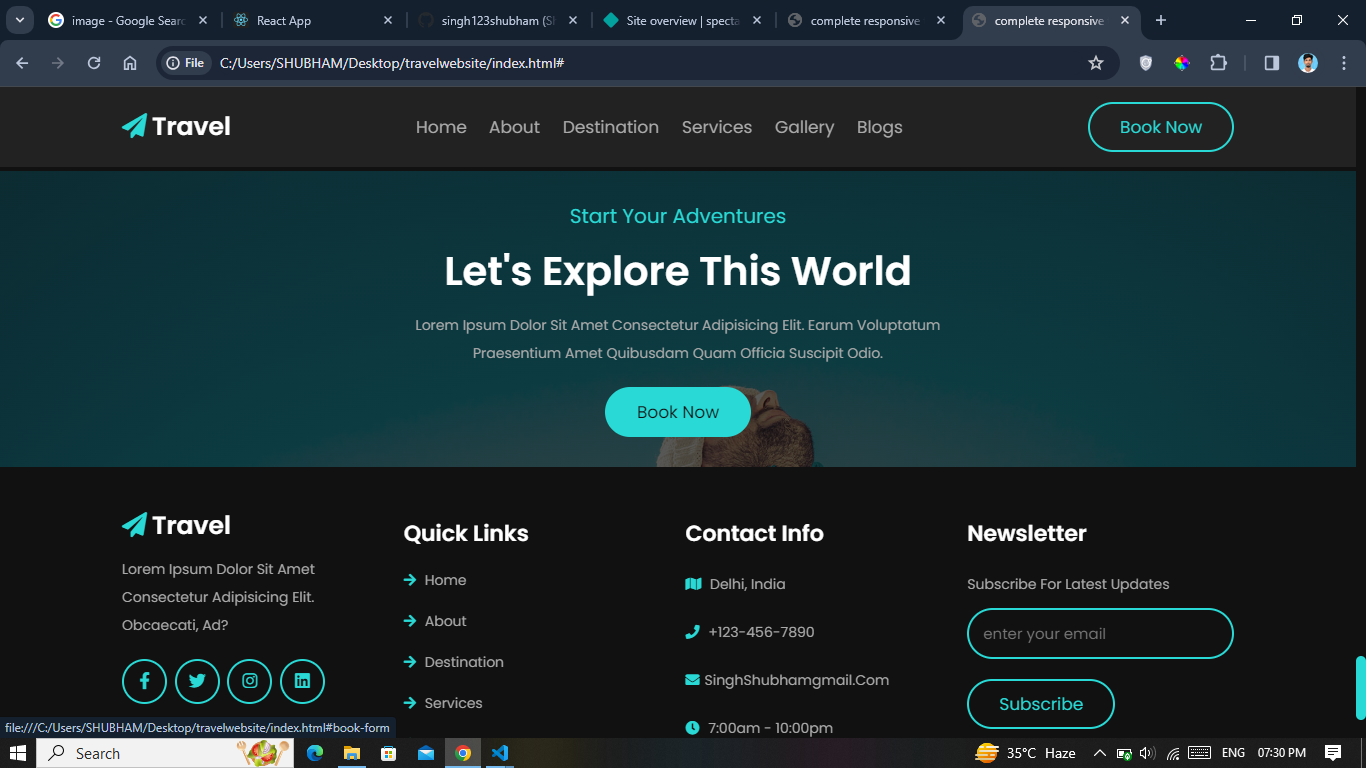 image - Google Sear
React App
singh123shubham (S
Site overview | specta
complete responsive
complete responsive
File
C:/Users/SHUBHAM/Desktop/travelwebsite/index.html#
Travel
Home
About
Destination
Services
Gallery
Blogs
Book Now
Start Your Adventures
Let's Explore This World
Lorem Ipsum Dolor Sit Amet Consectetur Adipisicing Elit. Earum Voluptatum
Praesentium Amet Quibusdam Quam Officia Suscipit Odio.
Book Now
Travel
Lorem Ipsum Dolor Sit Amet
Consectetur Adipisicing Elit.
Obcaecati, Ad?
Quick Links
Home
About
Destination
Services
Contact Info
Delhi, India
+123-456-7890
SinghShubhamgmail.Com
7:00am - 10:00pm
Newsletter
Subscribe For Latest Updates
enter your email
Subscribe
file:///C:/Users/SHUBHAM/Desktop/travelwebsite/index.html#book-form
Search
35°C Haze
ENG
07:30 PM